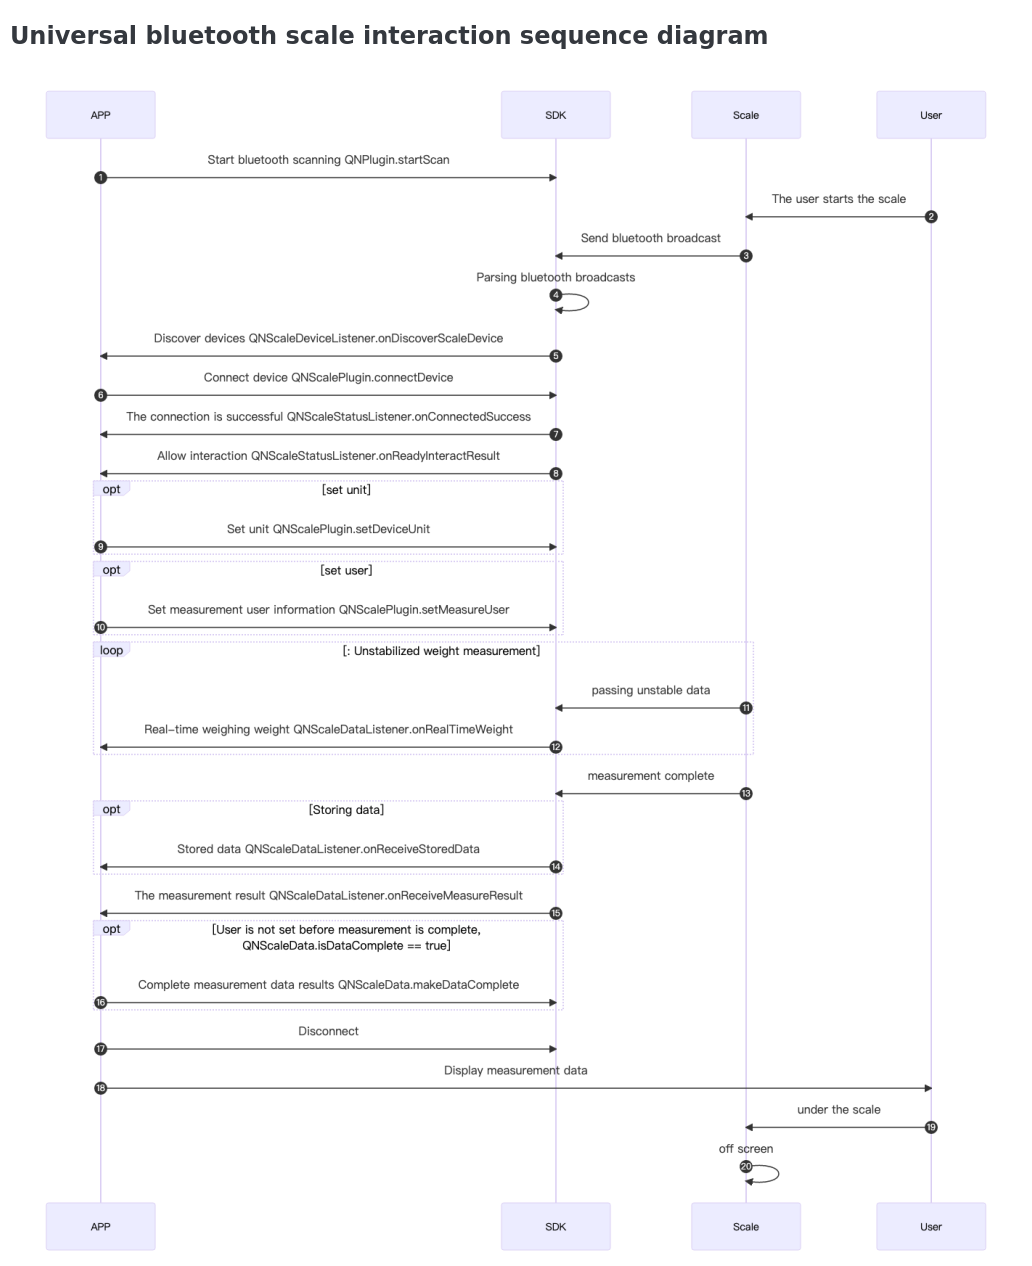 Universal bluetooth scale interaction sequence diagram
APP
SDK
Scale
User
Start bluetooth scanning QNPlugin.startScan
1
The user starts the scale
2
Send bluetooth broadcast
3
Parsing bluetooth broadcasts
4
Discover devices QNScaleDeviceListener.onDiscoverScaleDevice
5
Connect device QNScalePlugin.connectDevice
6
The connection is successful QNScaleStatusListener.onConnectedSuccess
7
Allow interaction QNScaleStatusListener.onReadyInteractResult
8
opt
[set unit]
Set unit QNScalePlugin.setDeviceUnit
9
opt
[set user]
Set measurement user information QNScalePlugin.setMeasureUser
10
loop
[: Unstabilized weight measurement]
passing unstable data
11
Real-time weighing weight QNScaleDataListener.onRealTimeWeight
12
measurement complete
13
opt
[Storing data]
Stored data QNScaleDataListener.onReceiveStoredData
14
The measurement result QNScaleDataListener.onReceiveMeasureResult
15
opt
[User is not set before measurement is complete,
QNScaleData.isDataComplete == true]
Complete measurement data results QNScaleData.makeDataComplete
16
Disconnect
17
Display measurement data
18
under the scale
19
off screen
20
APP
SDK
Scale
User